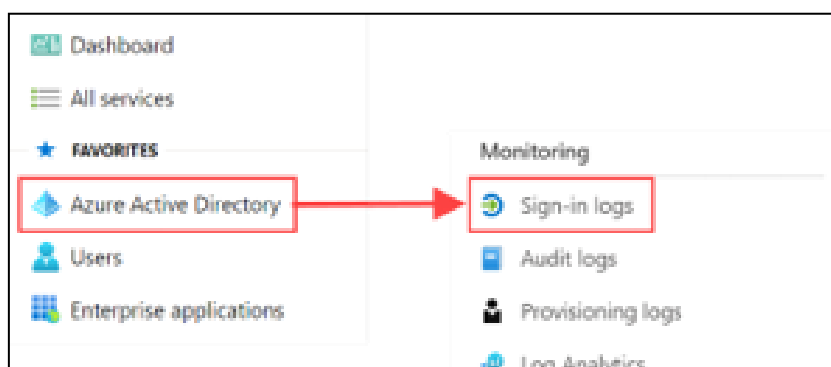 Dashboard
All services
FAVORITES
Azure Active Directory
Users
Enterprise applications
Monitoring
Sign-in logs
Audit logs
Provisioning logs
Log Analytics